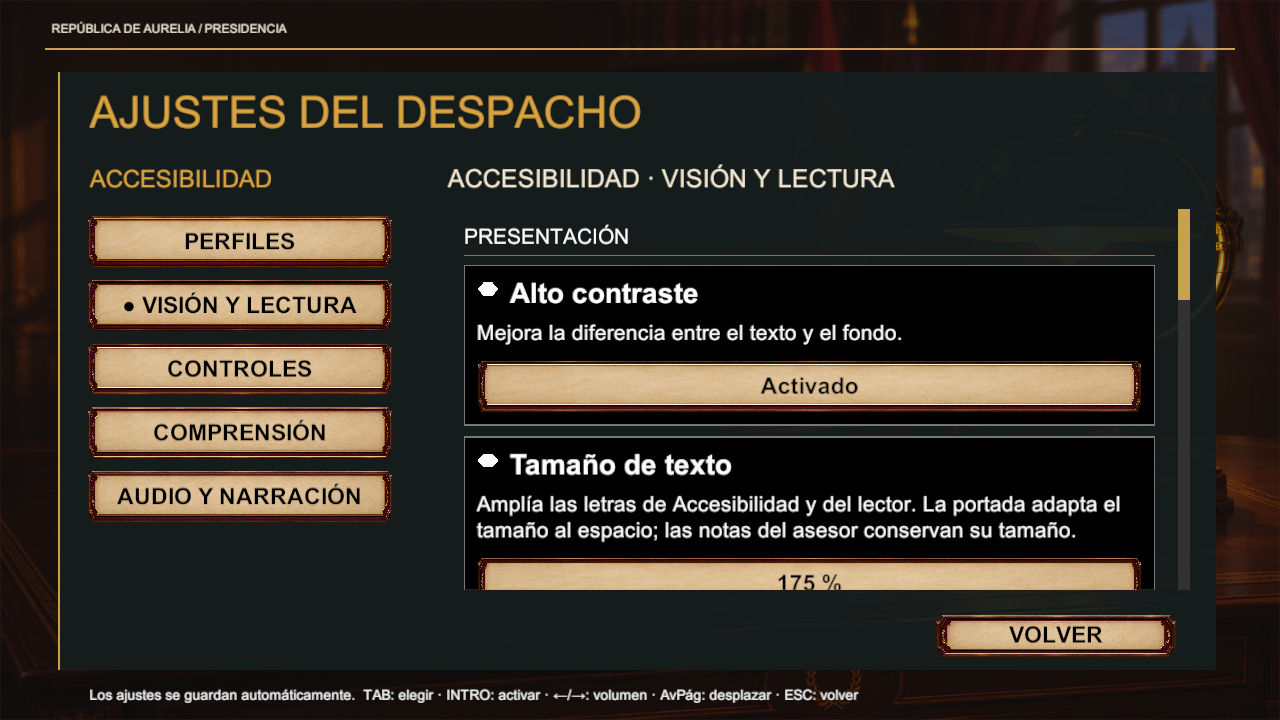 REPÚBLICA DE AURELIA / PRESIDENCIA
AJUSTES DEL DESPACHO
ACCESIBILIDAD
PERFILES
● VISIÓN Y LECTURA
CONTROLES
COMPRENSIÓN
AUDIO Y NARRACIÓN
ACCESIBILIDAD · VISIÓN Y LECTURA
PRESENTACIÓN
Alto contraste
Mejora la diferencia entre el texto y el fondo.
Activado
Tamaño de texto
Amplía las letras de Accesibilidad y del lector. La portada adapta el
tamaño al espacio; las notas del asesor conservan su tamaño.
175 %
VOLVER
Los ajustes se guardan automáticamente. TAB: elegir · INTRO: activar · ←/→: volumen · AvPág: desplazar · ESC: volver